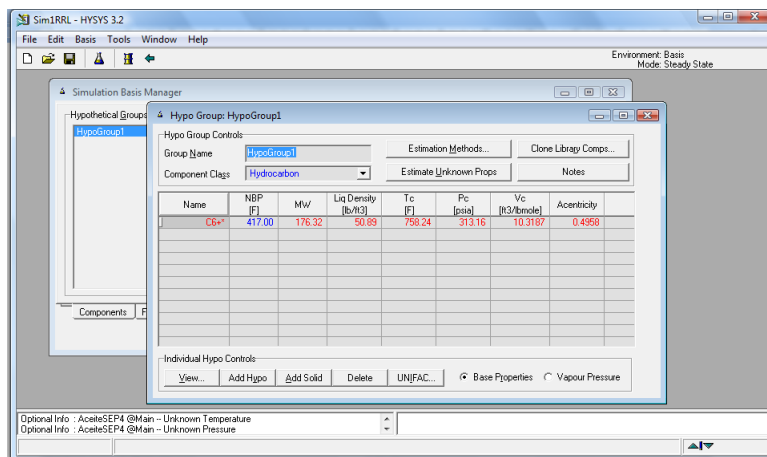 Sim1RRL - HYSYS 3.2
File Edit Basis Tools Window Help
Environment: Basis
Mode: Steady State
Simulation Basis Manager
Hypothetical Groups
HypoGroup1
Components
Hypo Group: HypoGroup1
Hypo Group Controls
Group Name HypoGroup1 Estimation Methods... Clone Library Comps...
Component Class Hydrocarbon Estimate Unknown Props Notes
Name NBP [F] MW Liq Density [lb/ft3] Tc [F] Pc [psia] Vc [ft3/lbmole] Acentricity
C6+* 417.00 176.32 50.89 758.24 313.16 10.3187 0.4958
Individual Hypo Controls
View... Add Hypo Add Solid Delete UNIFAC... Base Properties Vapour Pressure
Optional Info : AceiteSEP4 @Main -- Unknown Temperature
Optional Info : AceiteSEP4 @Main -- Unknown Pressure